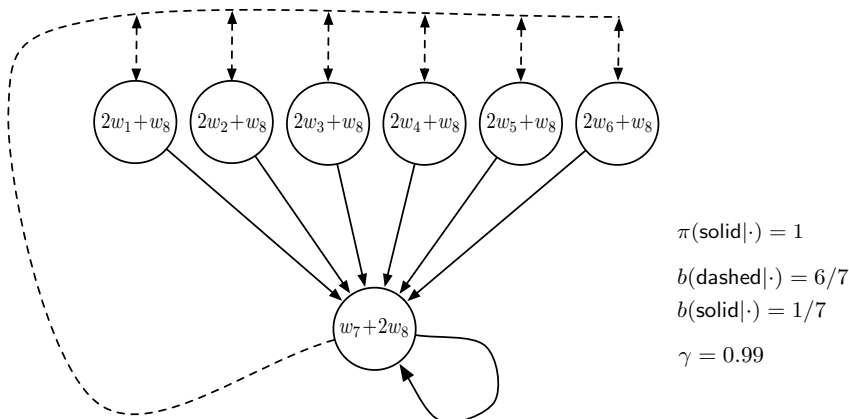 2w₁+w₈ 2w₂+w₈ 2w₃+w₈ 2w₄+w₈ 2w₅+w₈ 2w₆+w₈
π(solid|·) = 1
b(dashed|·) = 6/7
b(solid|·) = 1/7
w₇+2w₈
γ = 0.99